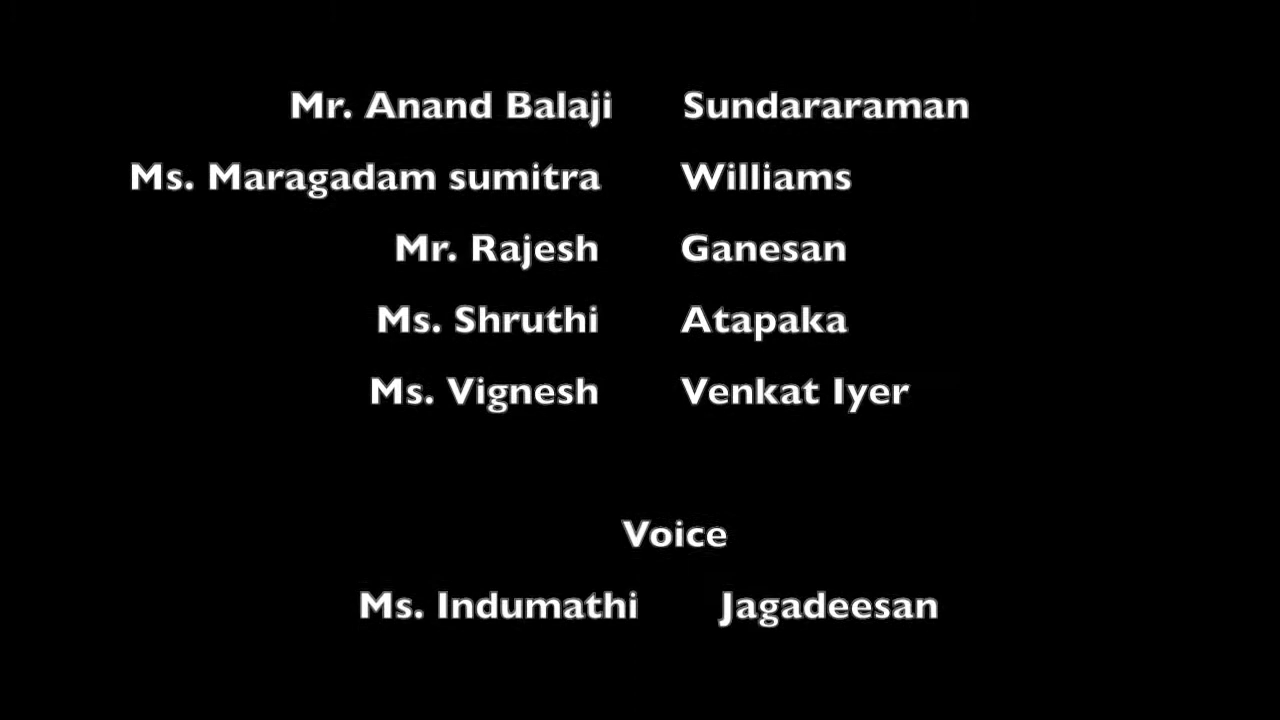 Mr. Anand Balaji Sundararaman
Ms. Maragadam sumitra Williams
Mr. Rajesh Ganesan
Ms. Shruthi Atapaka
Ms. Vignesh Venkat Iyer
Voice
Ms. Indumathi Jagadeesan